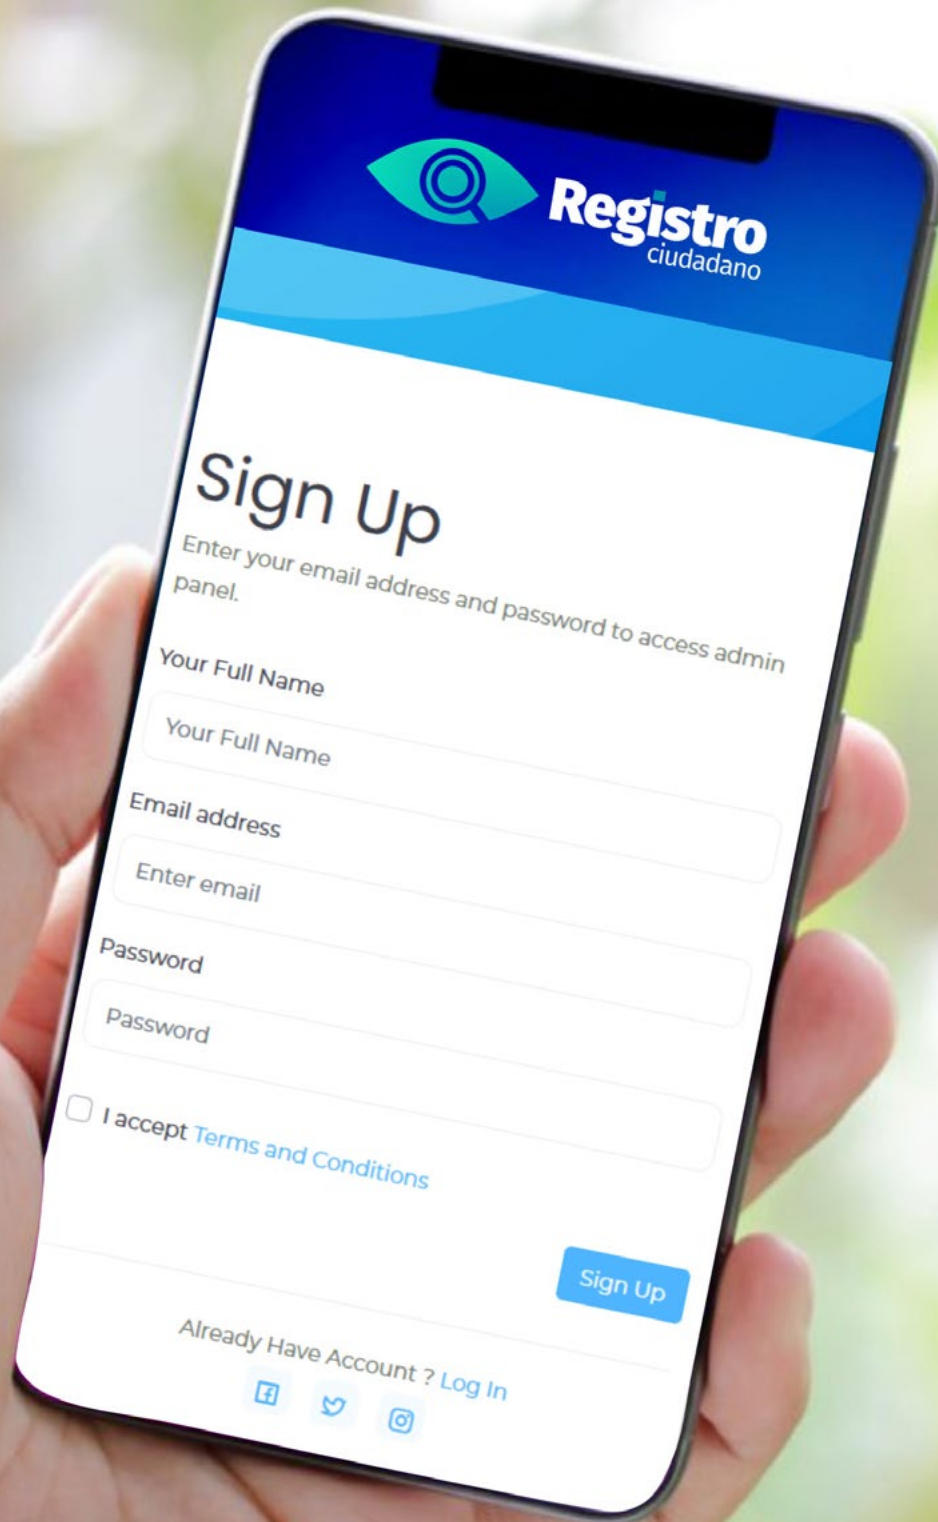 Registro
ciudadano
Sign Up
Enter your email address and password to access admin
panel.
Your Full Name
Your Full Name
Email address
Enter email
Password
Password
I accept Terms and Conditions
Sign Up
Already Have Account ? Log In